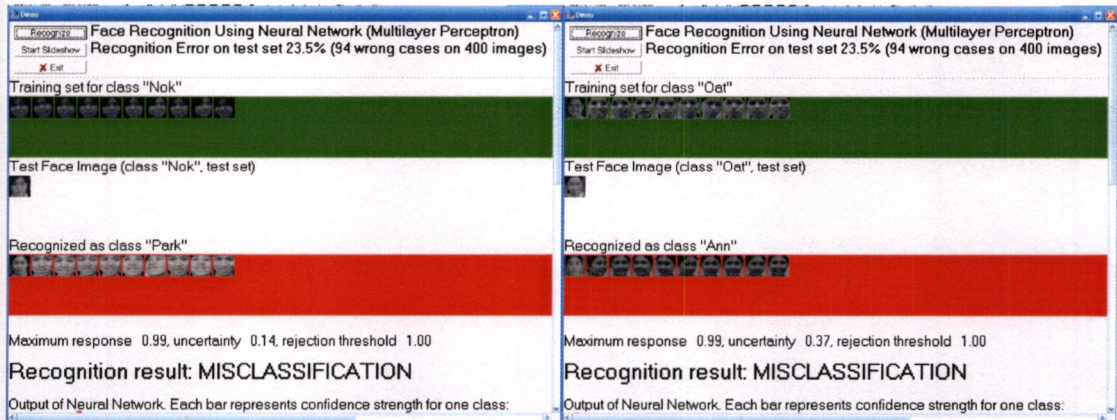 Demo
Recognize
Face Recognition Using Neural Network (Multilayer Perceptron)
Start Slideshow
Recognition Error on test set 23.5% (94 wrong cases on 400 images)
Exit
Training set for class "Nok"
Test Face Image (class "Nok", test set)
Recognized as class "Park"
Maximum response 0.99, uncertainty 0.14, rejection threshold 1.00
Recognition result: MISCLASSIFICATION
Output of Neural Network. Each bar represents confidence strength for one class:
Demo
Recognize
Face Recognition Using Neural Network (Multilayer Perceptron)
Start Slideshow
Recognition Error on test set 23.5% (94 wrong cases on 400 images)
Exit
Training set for class "Oat"
Test Face Image (class "Oat", test set)
Recognized as class "Ann"
Maximum response 0.99, uncertainty 0.37, rejection threshold 1.00
Recognition result: MISCLASSIFICATION
Output of Neural Network. Each bar represents confidence strength for one class: